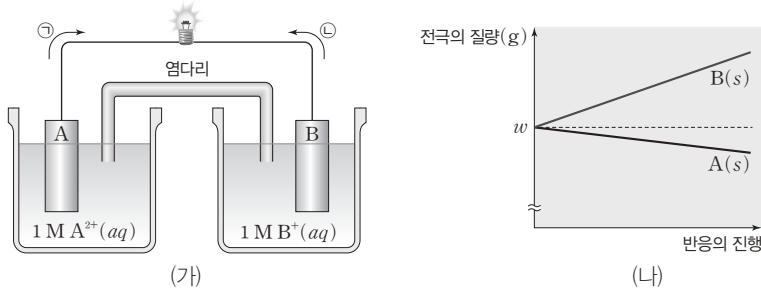 ㉠
㉡
염다리
A
B
1 M A²⁺(aq)
1 M B⁺(aq)
(가)
전극의 질량(g)
B(s)
w
A(s)
반응의 진행
(나)